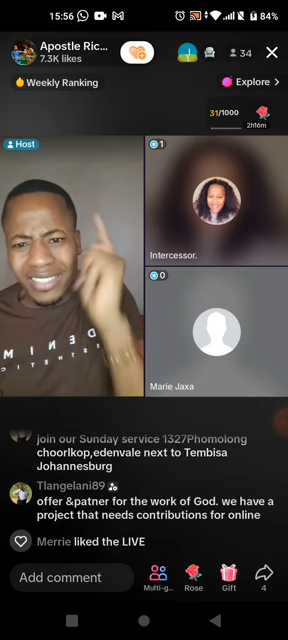 15:56
84%
Apostle Ric...
7.3K likes
34
Weekly Ranking
Explore >
31/1000
2h16m
Host
1
Intercessor.
0
Marie Jaxa
DENIM
join our Sunday service 1327Phomolong
choorlkop,edenvale next to Tembisa
Johannesburg
Tlangelani89
offer &patner for the work of God. we have a
project that needs contributions for online
Merrie liked the LIVE
Add comment
Multi-g...
Rose
Gift
4